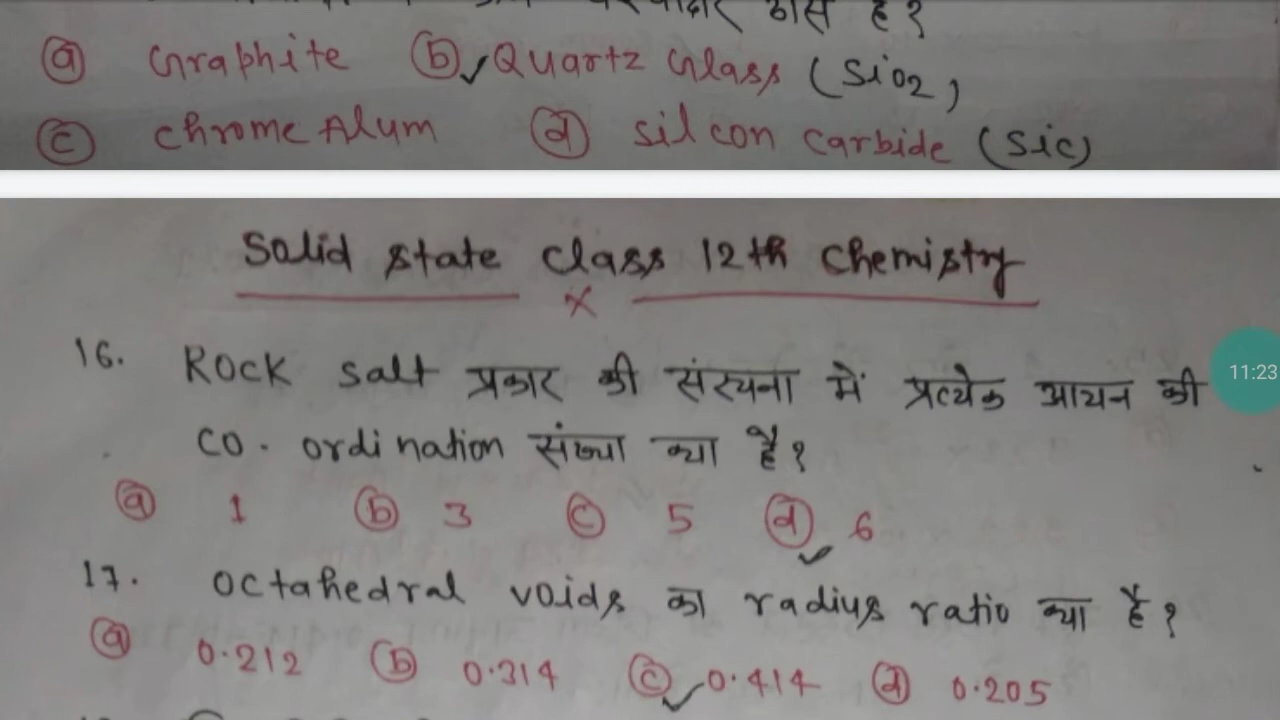 है?
ⓐ Graphite ⓑ Quartz Glass (SiO2)
ⓒ Chrome Alum ⓓ Silcon Carbide (SiC)
Solid state class 12th chemistry
16. Rock salt प्रकार की संरचना में प्रत्येक आयन की
11:23
CO. ordination संख्या क्या है?
ⓐ 1 ⓑ 3 ⓒ 5 ⓓ 6
17. Octahedral voids का radius ratio क्या है?
ⓐ 0.212 ⓑ 0.314 ⓒ 0.414 ⓓ 0.205